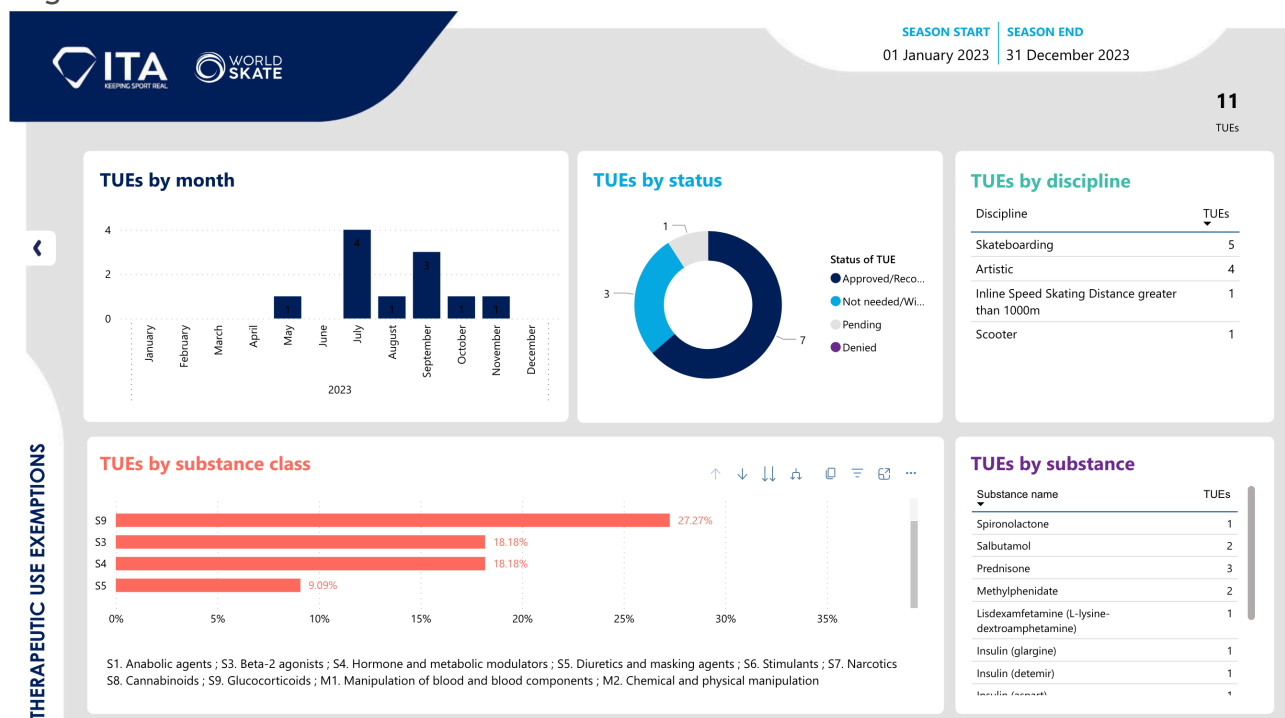 SEASON START SEASON END
01 January 2023 31 December 2023
ITA
KEEPING SPORT REAL
WORLD
SKATE
11
TUEs
TUEs by month
4
2
0
4
3
1
1
1
1
January
February
March
April
May
June
July
August
September
October
November
December
2023
TUEs by status
1
3
7
Status of TUE
Approved/Reco...
Not needed/Wi...
Pending
Denied
TUEs by discipline
Discipline TUEs
Skateboarding 5
Artistic 4
Inline Speed Skating Distance greater 1
than 1000m
Scooter 1
THERAPEUTIC USE EXEMPTIONS
TUEs by substance class
S9 27.27%
S3 18.18%
S4 18.18%
S5 9.09%
0% 5% 10% 15% 20% 25% 30% 35%
S1. Anabolic agents ; S3. Beta-2 agonists ; S4. Hormone and metabolic modulators ; S5. Diuretics and masking agents ; S6. Stimulants ; S7. Narcotics
S8. Cannabinoids ; S9. Glucocorticoids ; M1. Manipulation of blood and blood components ; M2. Chemical and physical manipulation
TUEs by substance
Substance name TUEs
Spironolactone 1
Salbutamol 2
Prednisone 3
Methylphenidate 2
Lisdexamfetamine (L-lysine- 1
dextroamphetamine)
Insulin (glargine) 1
Insulin (detemir) 1
Insulin (aspart) 1